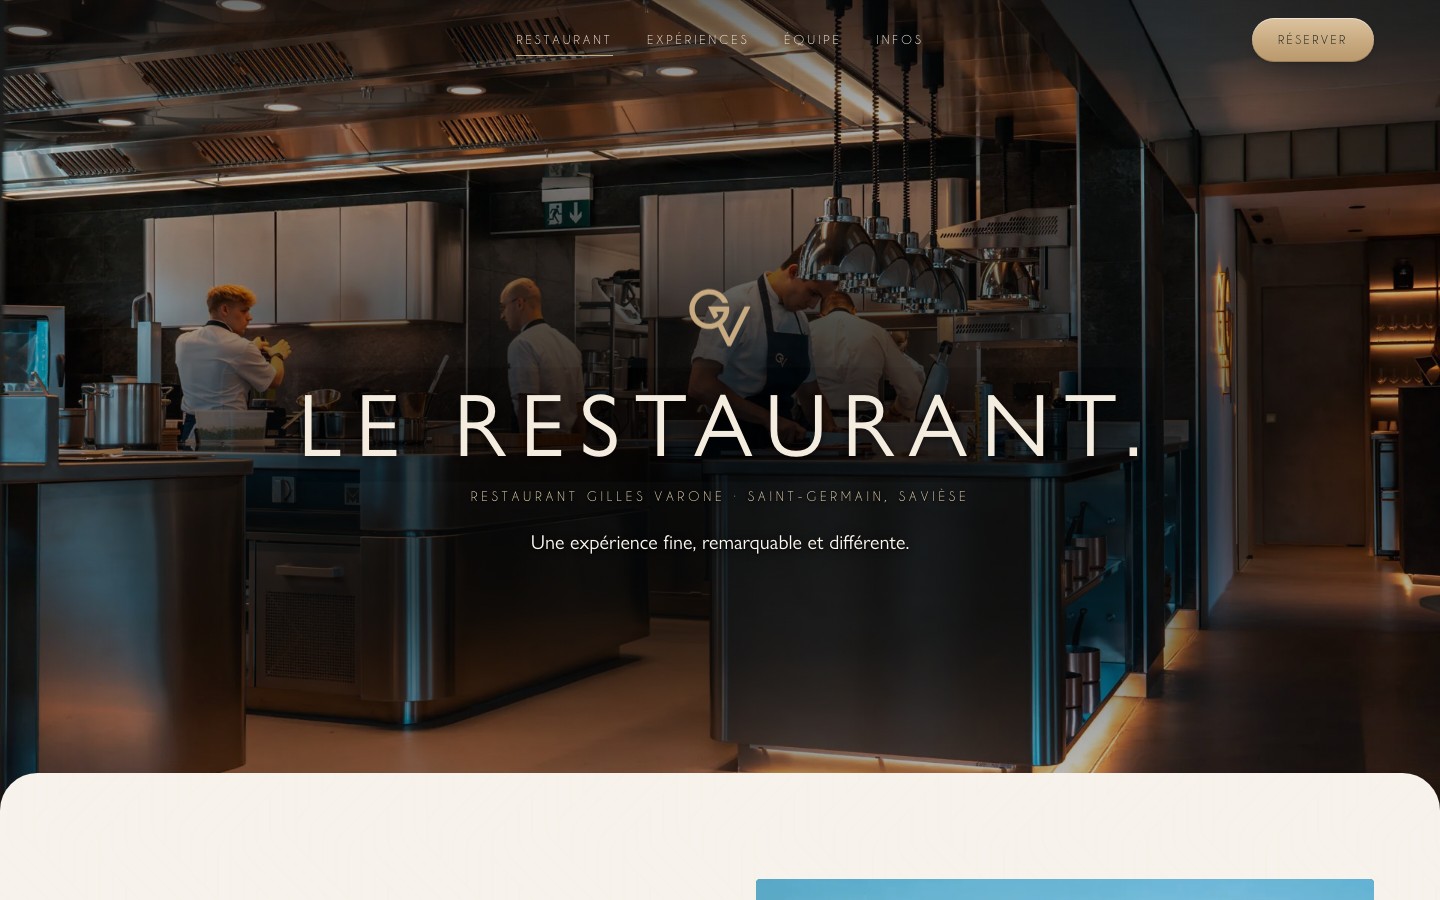 RESTAURANT EXPÉRIENCES ÉQUIPE INFOS RÉSERVER
GV
LE RESTAURANT.
RESTAURANT GILLES VARONE · SAINT-GERMAIN, SAVIÈSE
Une expérience fine, remarquable et différente.